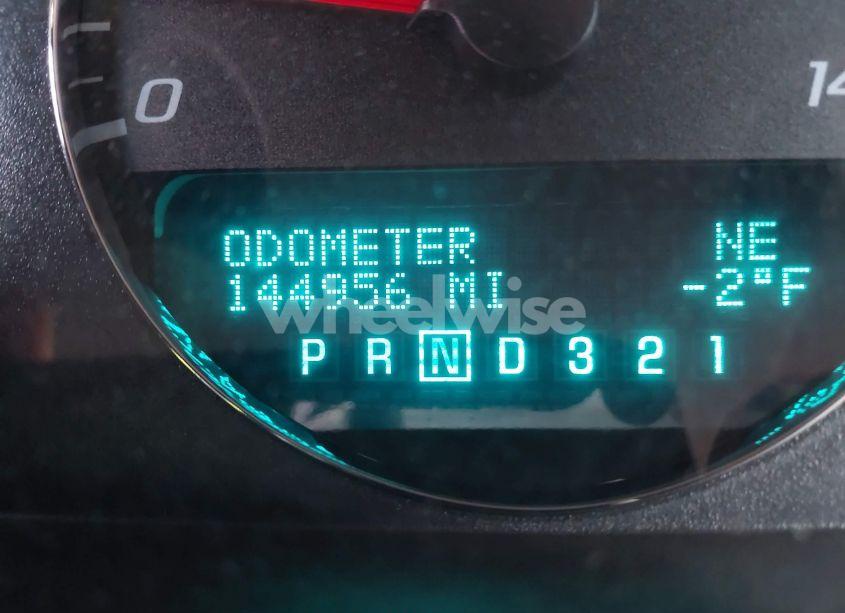 0
14
ODOMETER NE
144956 MI -2°F
wheelwise
P R N D 3 2 1